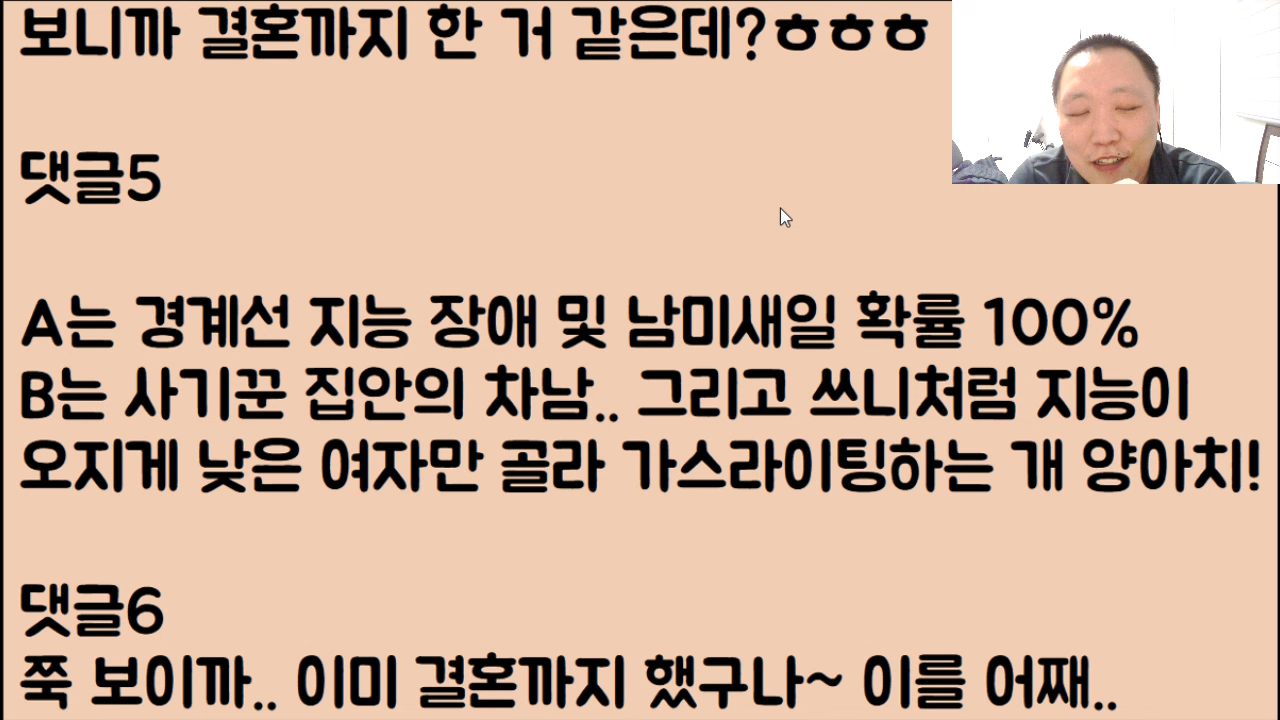 보니까 결혼까지 한 거 같은데?ㅎㅎㅎ
댓글5
A는 경계선 지능 장애 및 남미새일 확률 100%
B는 사기꾼 집안의 차남.. 그리고 쓰니처럼 지능이
오지게 낮은 여자만 골라 가스라이팅하는 개 양아치!
댓글6
쭉 보이까.. 이미 결혼까지 했구나~ 이를 어째..